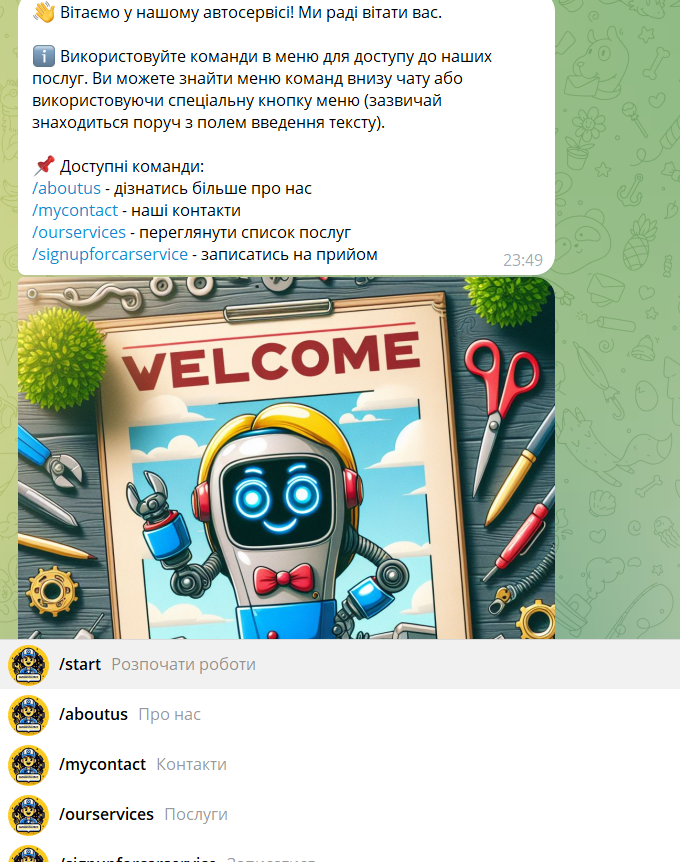 👋 Вітаємо у нашому автосервісі! Ми раді вітати вас.
ℹ️ Використовуйте команди в меню для доступу до наших
послуг. Ви можете знайти меню команд внизу чату або
використовуючи спеціальну кнопку меню (зазвичай
знаходиться поруч з полем введення тексту).
📌 Доступні команди:
/aboutus - дізнатись більше про нас
/mycontact - наші контакти
/ourservices - переглянути список послуг
/signupforcarservice - записатись на прийом
23:49
WELCOME
/start Розпочати роботи
/aboutus Про нас
/mycontact Контакти
/ourservices Послуги
/signupforcarservice